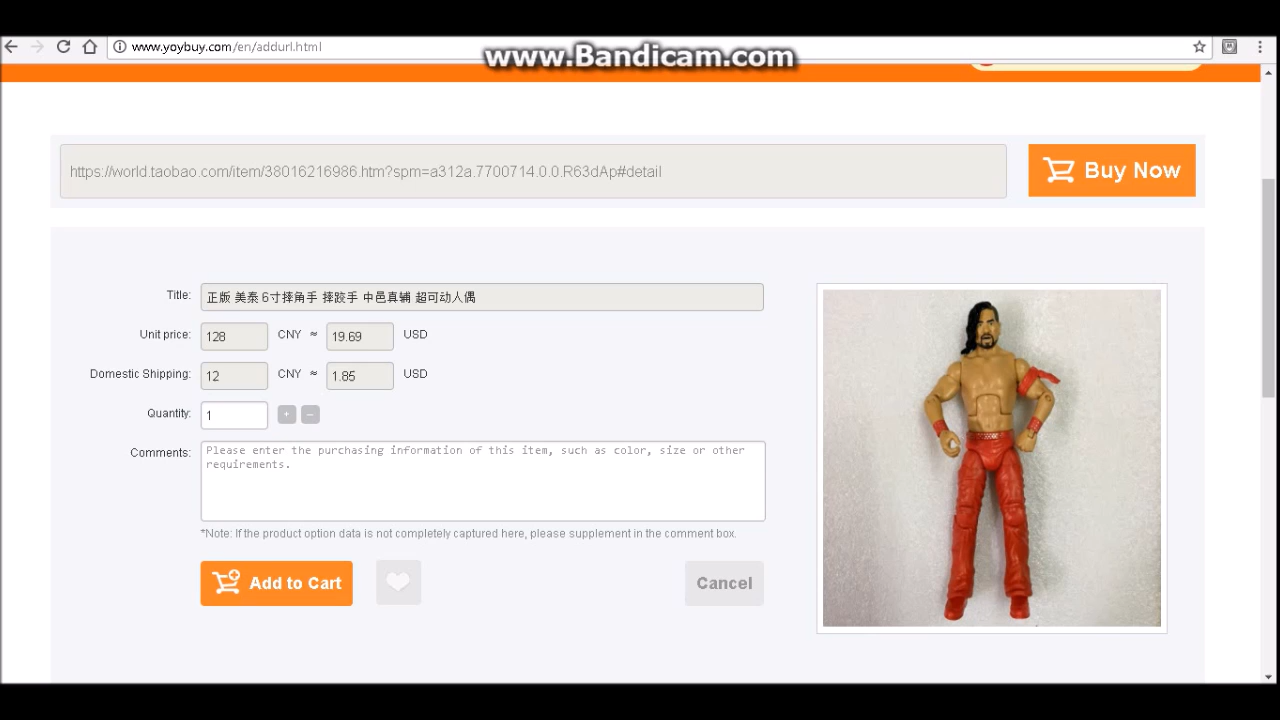 www.yoybuy.com/en/addurl.html
www.Bandicam.com
https://world.taobao.com/item/38016216986.htm?spm=a312a.7700714.0.0.R63dAp#detail
Buy Now
Title: 正版 美泰 6寸摔角手 摔跤手 中邑真辅 超可动人偶
Unit price: 128 CNY ≈ 19.69 USD
Domestic Shipping: 12 CNY ≈ 1.85 USD
Quantity: 1 + −
Comments: Please enter the purchasing information of this item, such as color, size or other
requirements.
*Note: If the product option data is not completely captured here, please supplement in the comment box.
Add to Cart
Cancel